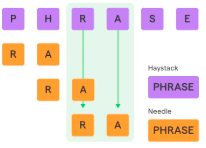 P H R A S E
R A
R A
R A
Haystack
PHRASE
Needle
PHRASE